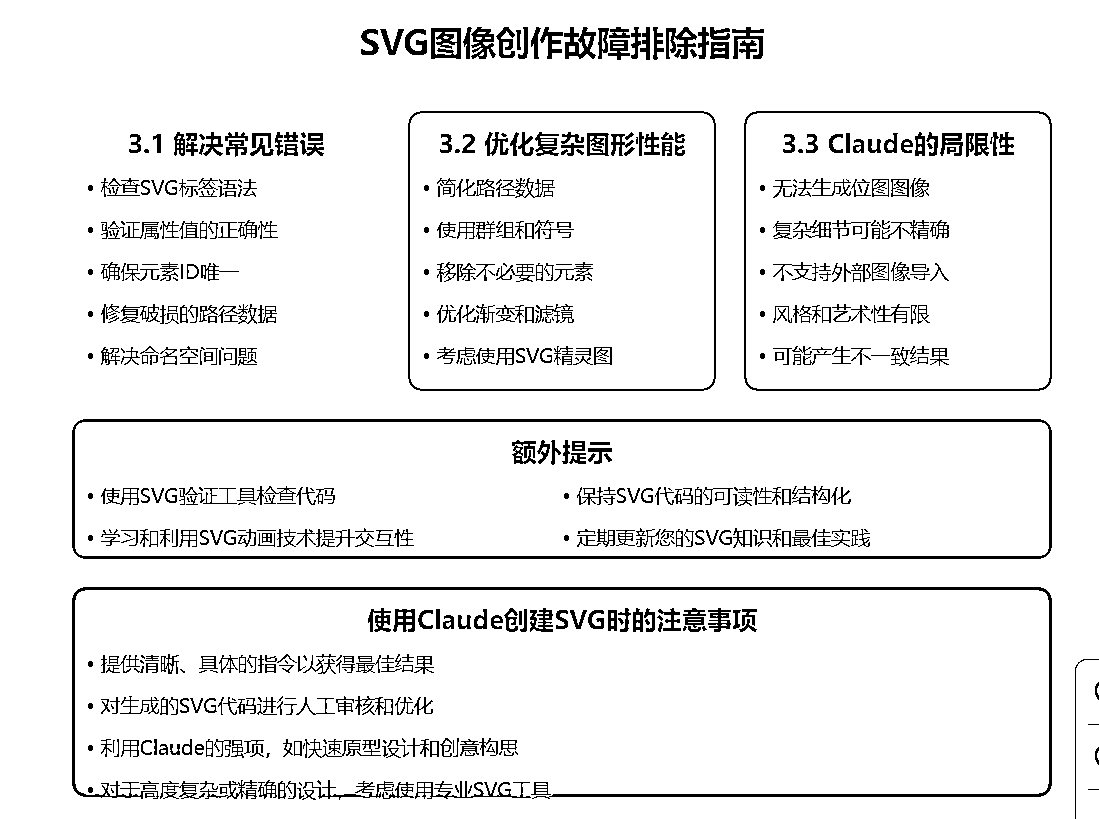 SVG图像创作故障排除指南
3.1 解决常见错误
• 检查SVG标签语法
• 验证属性值的正确性
• 确保元素ID唯一
• 修复破损的路径数据
• 解决命名空间问题
3.2 优化复杂图形性能
• 简化路径数据
• 使用群组和符号
• 移除不必要的元素
• 优化渐变和滤镜
• 考虑使用SVG精灵图
3.3 Claude的局限性
• 无法生成位图图像
• 复杂细节可能不精确
• 不支持外部图像导入
• 风格和艺术性有限
• 可能产生不一致结果
额外提示
• 使用SVG验证工具检查代码
• 学习和利用SVG动画技术提升交互性
• 保持SVG代码的可读性和结构化
• 定期更新您的SVG知识和最佳实践
使用Claude创建SVG时的注意事项
• 提供清晰、具体的指令以获得最佳结果
• 对生成的SVG代码进行人工审核和优化
• 利用Claude的强项，如快速原型设计和创意构思
• 对于高度复杂或精确的设计，考虑使用专业SVG工具